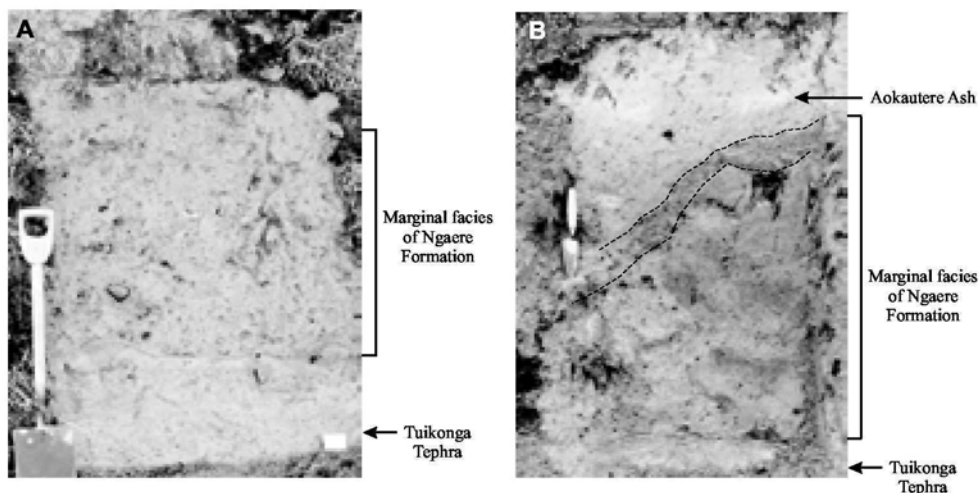 A
Marginal facies
of Ngaere
Formation
Tuikonga
Tephra
B
Aokautere Ash
Marginal facies
of Ngaere
Formation
Tuikonga
Tephra